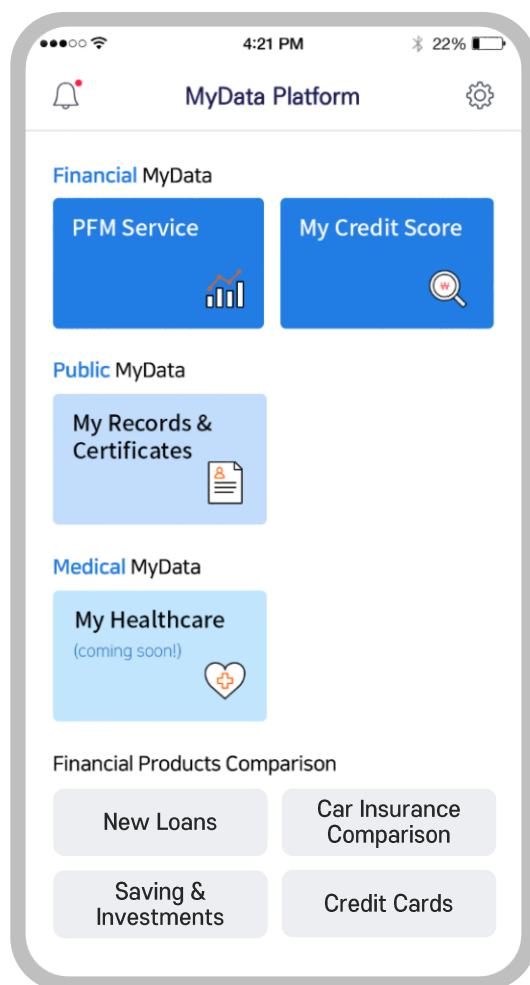 4:21 PM
22%
MyData Platform
Financial MyData
PFM Service
My Credit Score
₩
Public MyData
My Records &
Certificates
Medical MyData
My Healthcare
(coming soon!)
Financial Products Comparison
New Loans
Car Insurance
Comparison
Saving &
Investments
Credit Cards